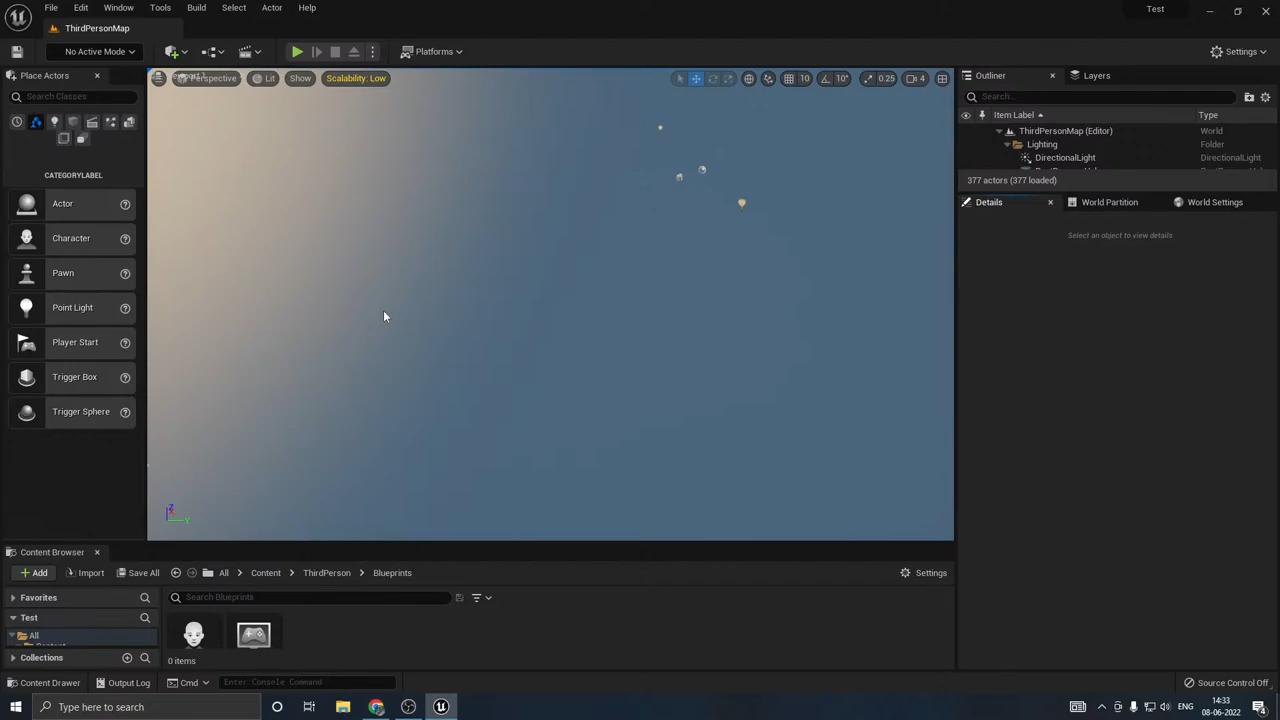 File Edit Window Tools Build Select Actor Help
Test
ThirdPersonMap
No Active Mode
Platforms
Settings
Place Actors
Search Classes
CATEGORYLABEL
Actor
Character
Pawn
Point Light
Player Start
Trigger Box
Trigger Sphere
Perspective
Lit
Show
Scalability: Low
10
10°
0.25
4
Outliner
Layers
Search...
Item Label
Type
ThirdPersonMap (Editor)
World
Lighting
Folder
DirectionalLight
DirectionalLight
377 actors (377 loaded)
Details
World Partition
World Settings
Select an object to view details
Z
Y
Content Browser
Add
Import
Save All
All
Content
ThirdPerson
Blueprints
Settings
Favorites
Test
All
Collections
Search Blueprints
0 items
Content Drawer
Output Log
Cmd
Enter Console Command
Source Control Off
Type here to search
ENG
14:33
08-06-2022
4